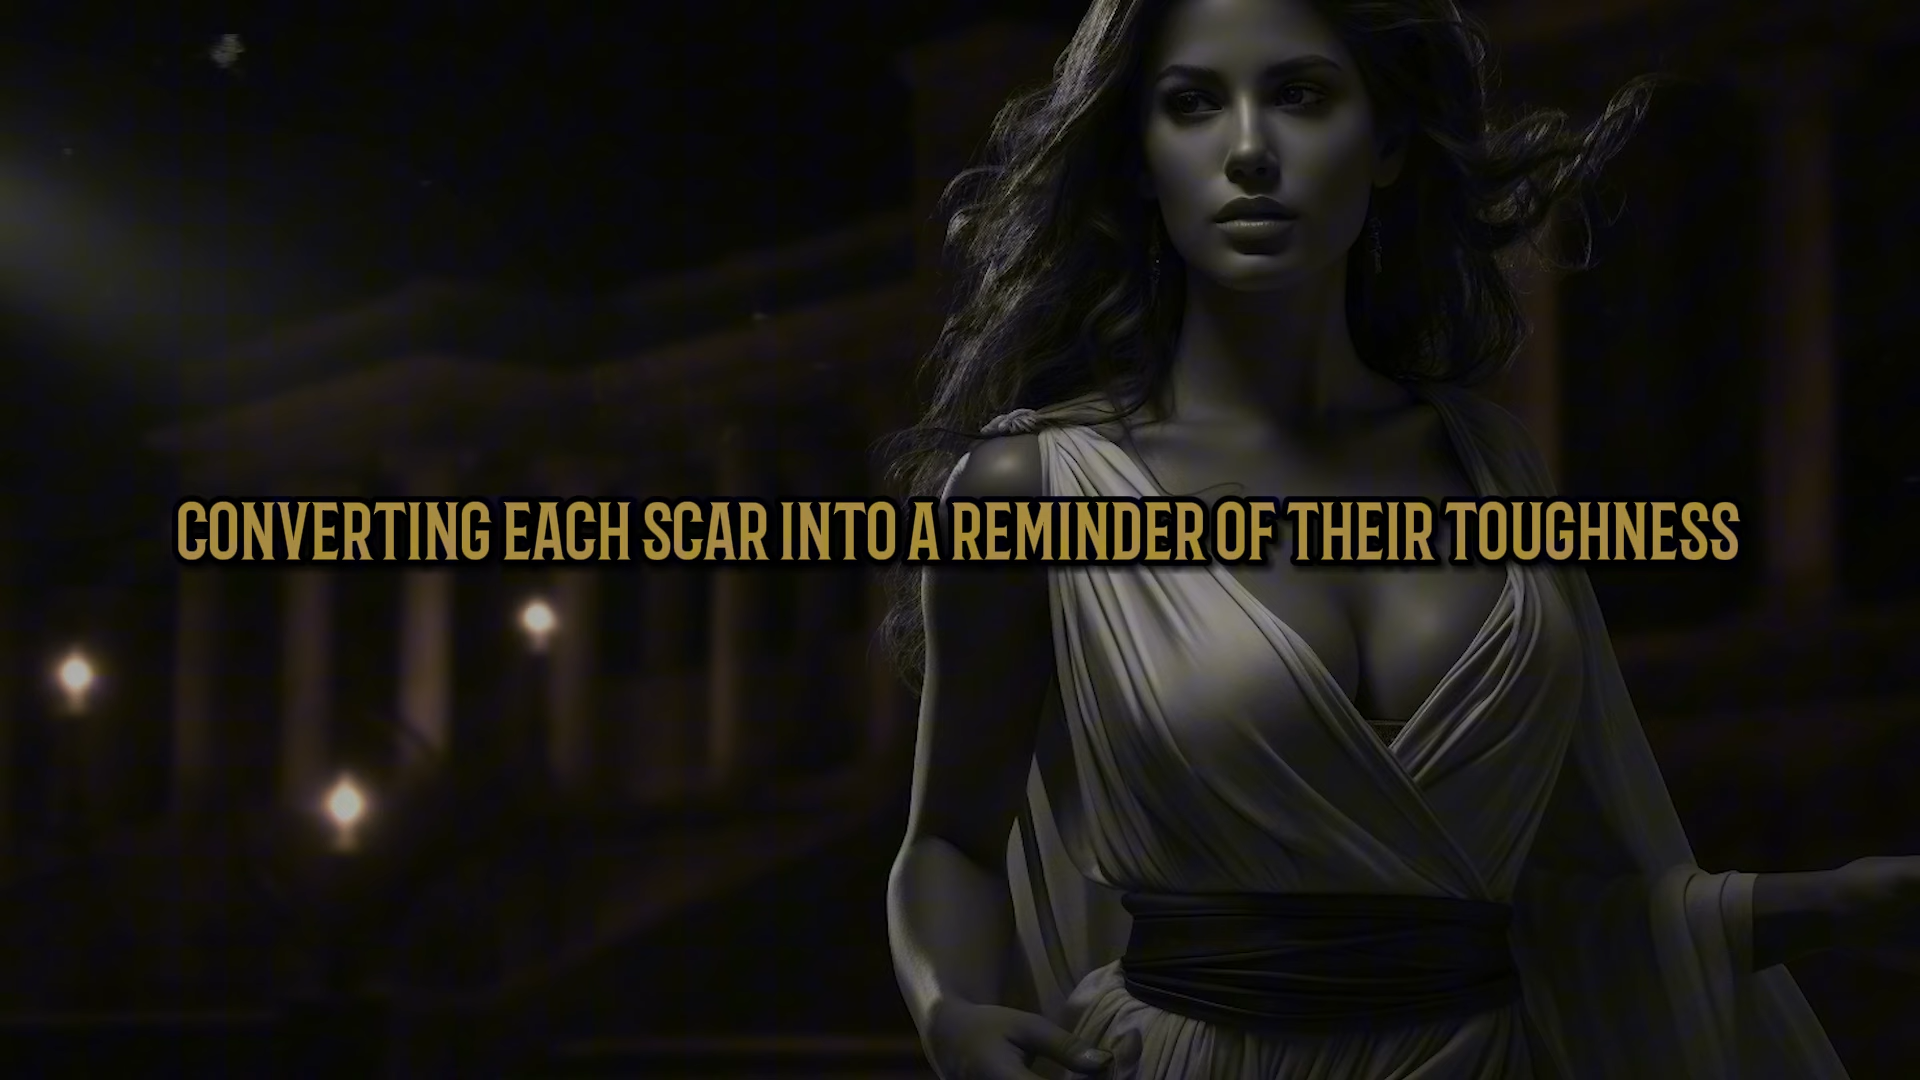 CONVERTING EACH SCAR INTO A REMINDER OF THEIR TOUGHNESS